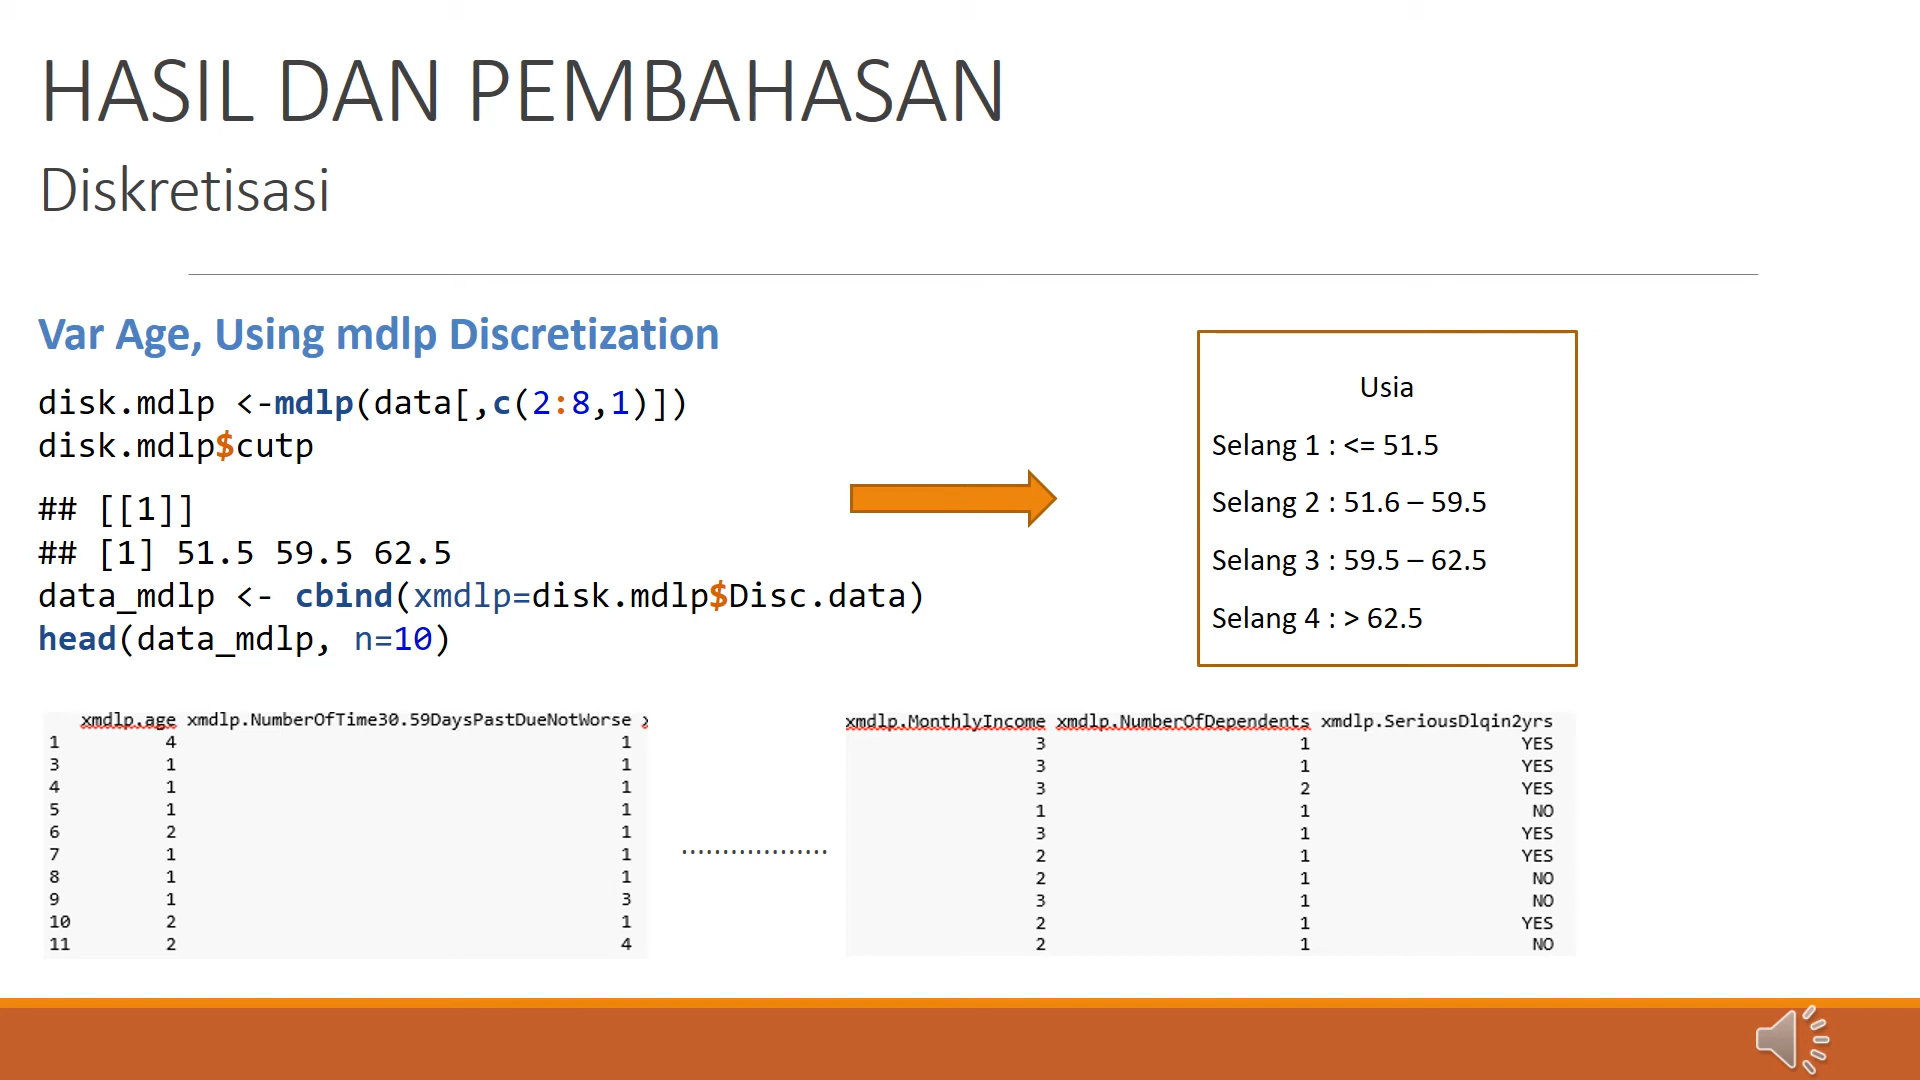 HASIL DAN PEMBAHASAN
Diskretisasi
Var Age, Using mdlp Discretization
disk.mdlp <-mdlp(data[,c(2:8,1)])
disk.mdlp$cutp
## [[1]]
## [1] 51.5 59.5 62.5
data_mdlp <- cbind(xmdlp=disk.mdlp$Disc.data)
head(data_mdlp, n=10)
Usia
Selang 1 : <= 51.5
Selang 2 : 51.6 – 59.5
Selang 3 : 59.5 – 62.5
Selang 4 : > 62.5
xmdlp.age xmdlp.NumberOfTime30.59DaysPastDueNotWorse
1 4 1
3 1 1
4 1 1
5 1 1
6 2 1
7 1 1
8 1 1
9 1 3
10 2 1
11 2 4
..................
xmdlp.MonthlyIncome xmdlp.NumberOfDependents xmdlp.SeriousDlqin2yrs
3 1 YES
3 1 YES
3 2 YES
1 1 NO
3 1 YES
2 1 YES
2 1 NO
3 1 NO
2 1 YES
2 1 NO